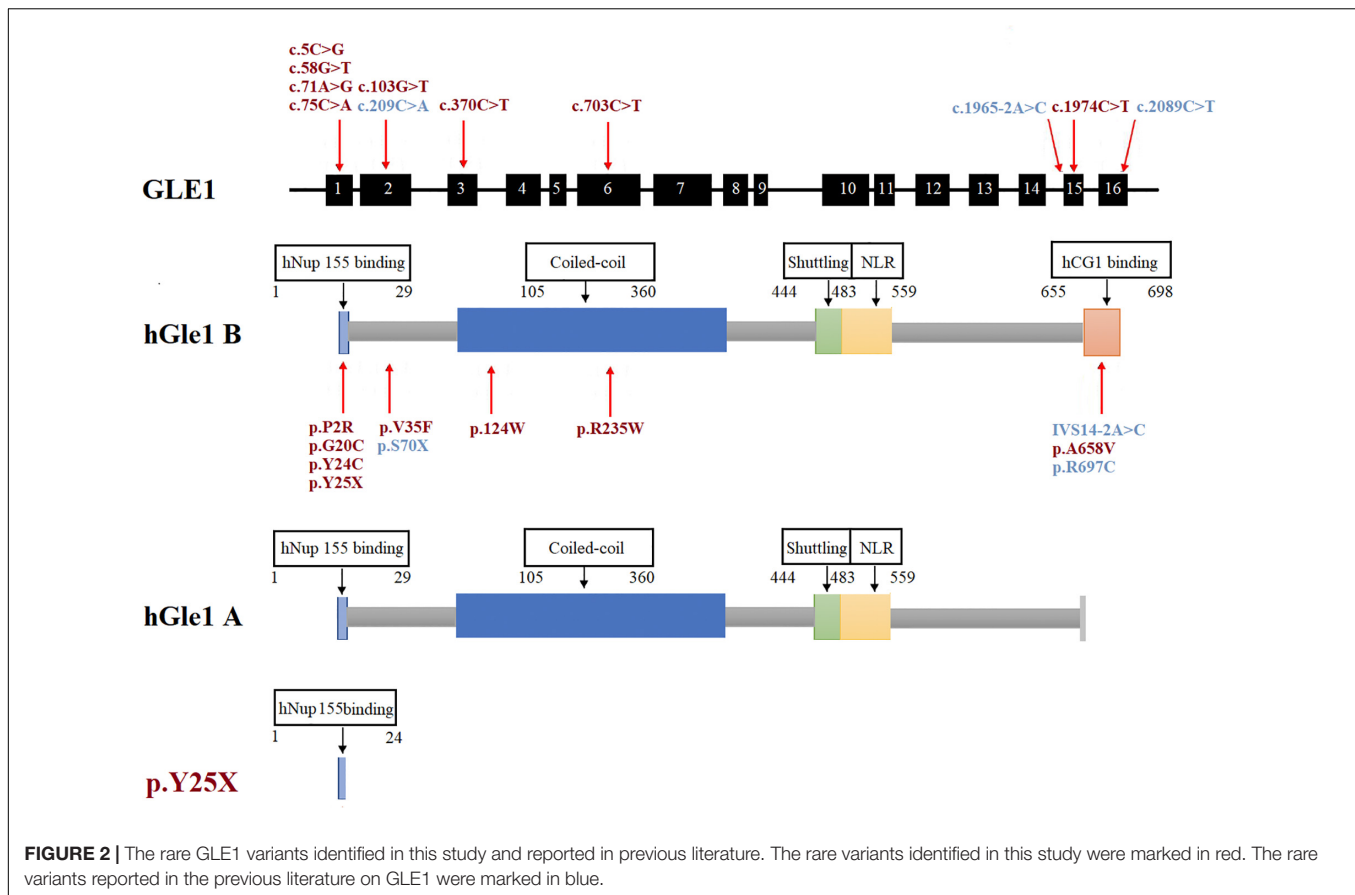 c.5C>G
c.58G>T
c.71A>G c.103G>T
c.75C>A c.209C>A c.370C>T c.703C>T c.1965-2A>C c.1974C>T c.2089C>T
GLE1 1 2 3 4 5 6 7 8 9 10 11 12 13 14 15 16
hNup 155 binding Coiled-coil Shuttling NLR hCG1 binding
1 29 105 360 444 483 559 655 698
hGle1 B
p.P2R p.V35F p.124W p.R235W IVS14-2A>C
p.G20C p.S70X p.A658V
p.Y24C p.R697C
p.Y25X
hNup 155 binding Coiled-coil Shuttling NLR
1 29 105 360 444 483 559
hGle1 A
hNup 155binding
1 24
p.Y25X
FIGURE 2 | The rare GLE1 variants identified in this study and reported in previous literature. The rare variants identified in this study were marked in red. The rare
variants reported in the previous literature on GLE1 were marked in blue.